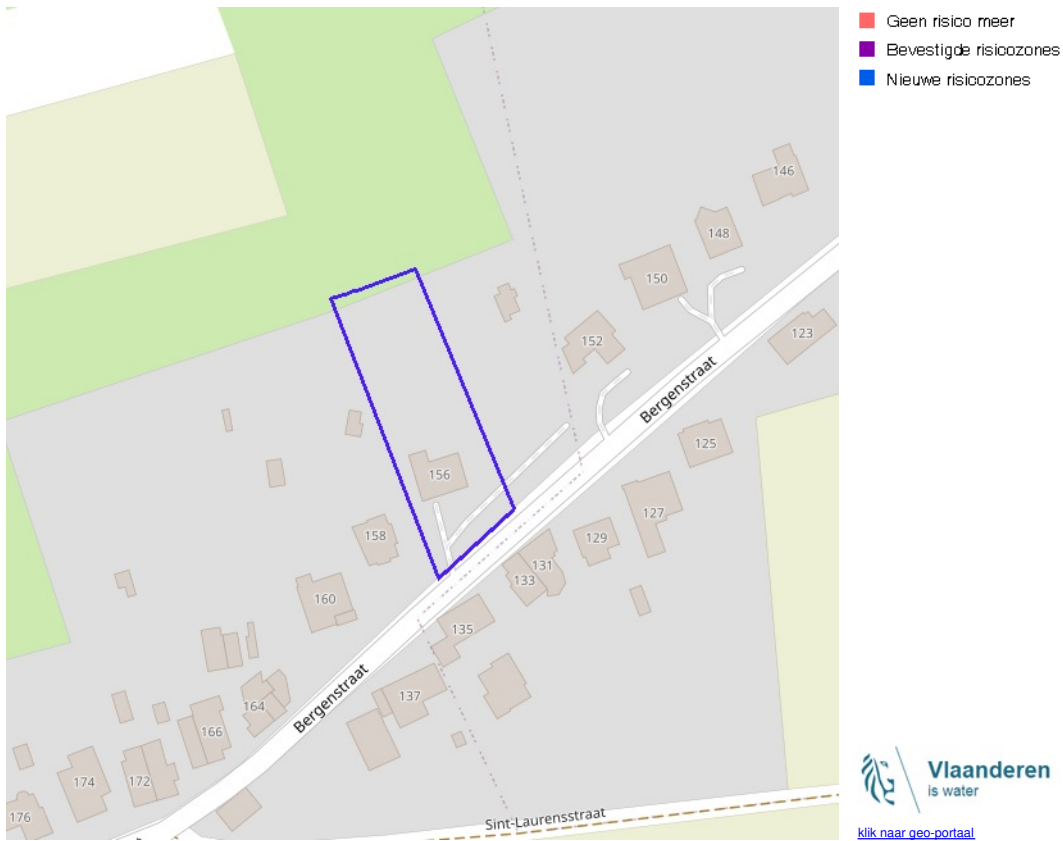 Geen risico meer
Bevestigde risicozones
Nieuwe risicozones
146
148
150
152
123
Bergenstraat
125
156
127
158
129
131
133
160
135
Bergenstraat
137
164
166
174
172
176
Sint-Laurensstraat
Vlaanderen
is water
klik naar geo-portaal